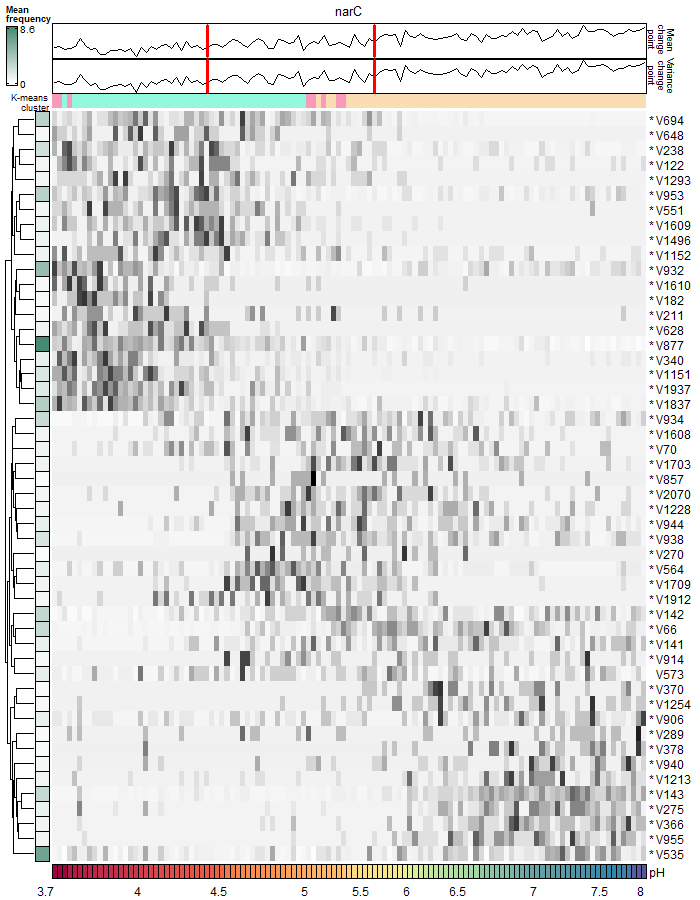 narC
Mean
frequency
8.6
0
Mean
change
point
Variance
change
point
K-means
cluster
* V694
* V648
* V238
* V122
* V1293
* V953
* V551
* V1609
* V1496
* V1152
* V932
* V1610
* V182
* V211
* V628
* V877
* V340
* V1151
* V1937
* V1837
* V934
* V1608
* V70
* V1703
* V857
* V2070
* V1228
* V944
* V938
* V270
* V564
* V1709
* V1912
* V142
* V66
* V141
* V914
V573
* V370
* V1254
* V906
* V289
* V378
* V940
* V1213
* V143
* V275
* V366
* V955
* V535
pH
3.7 4 4.5 5 5.5 6 6.5 7 7.5 8